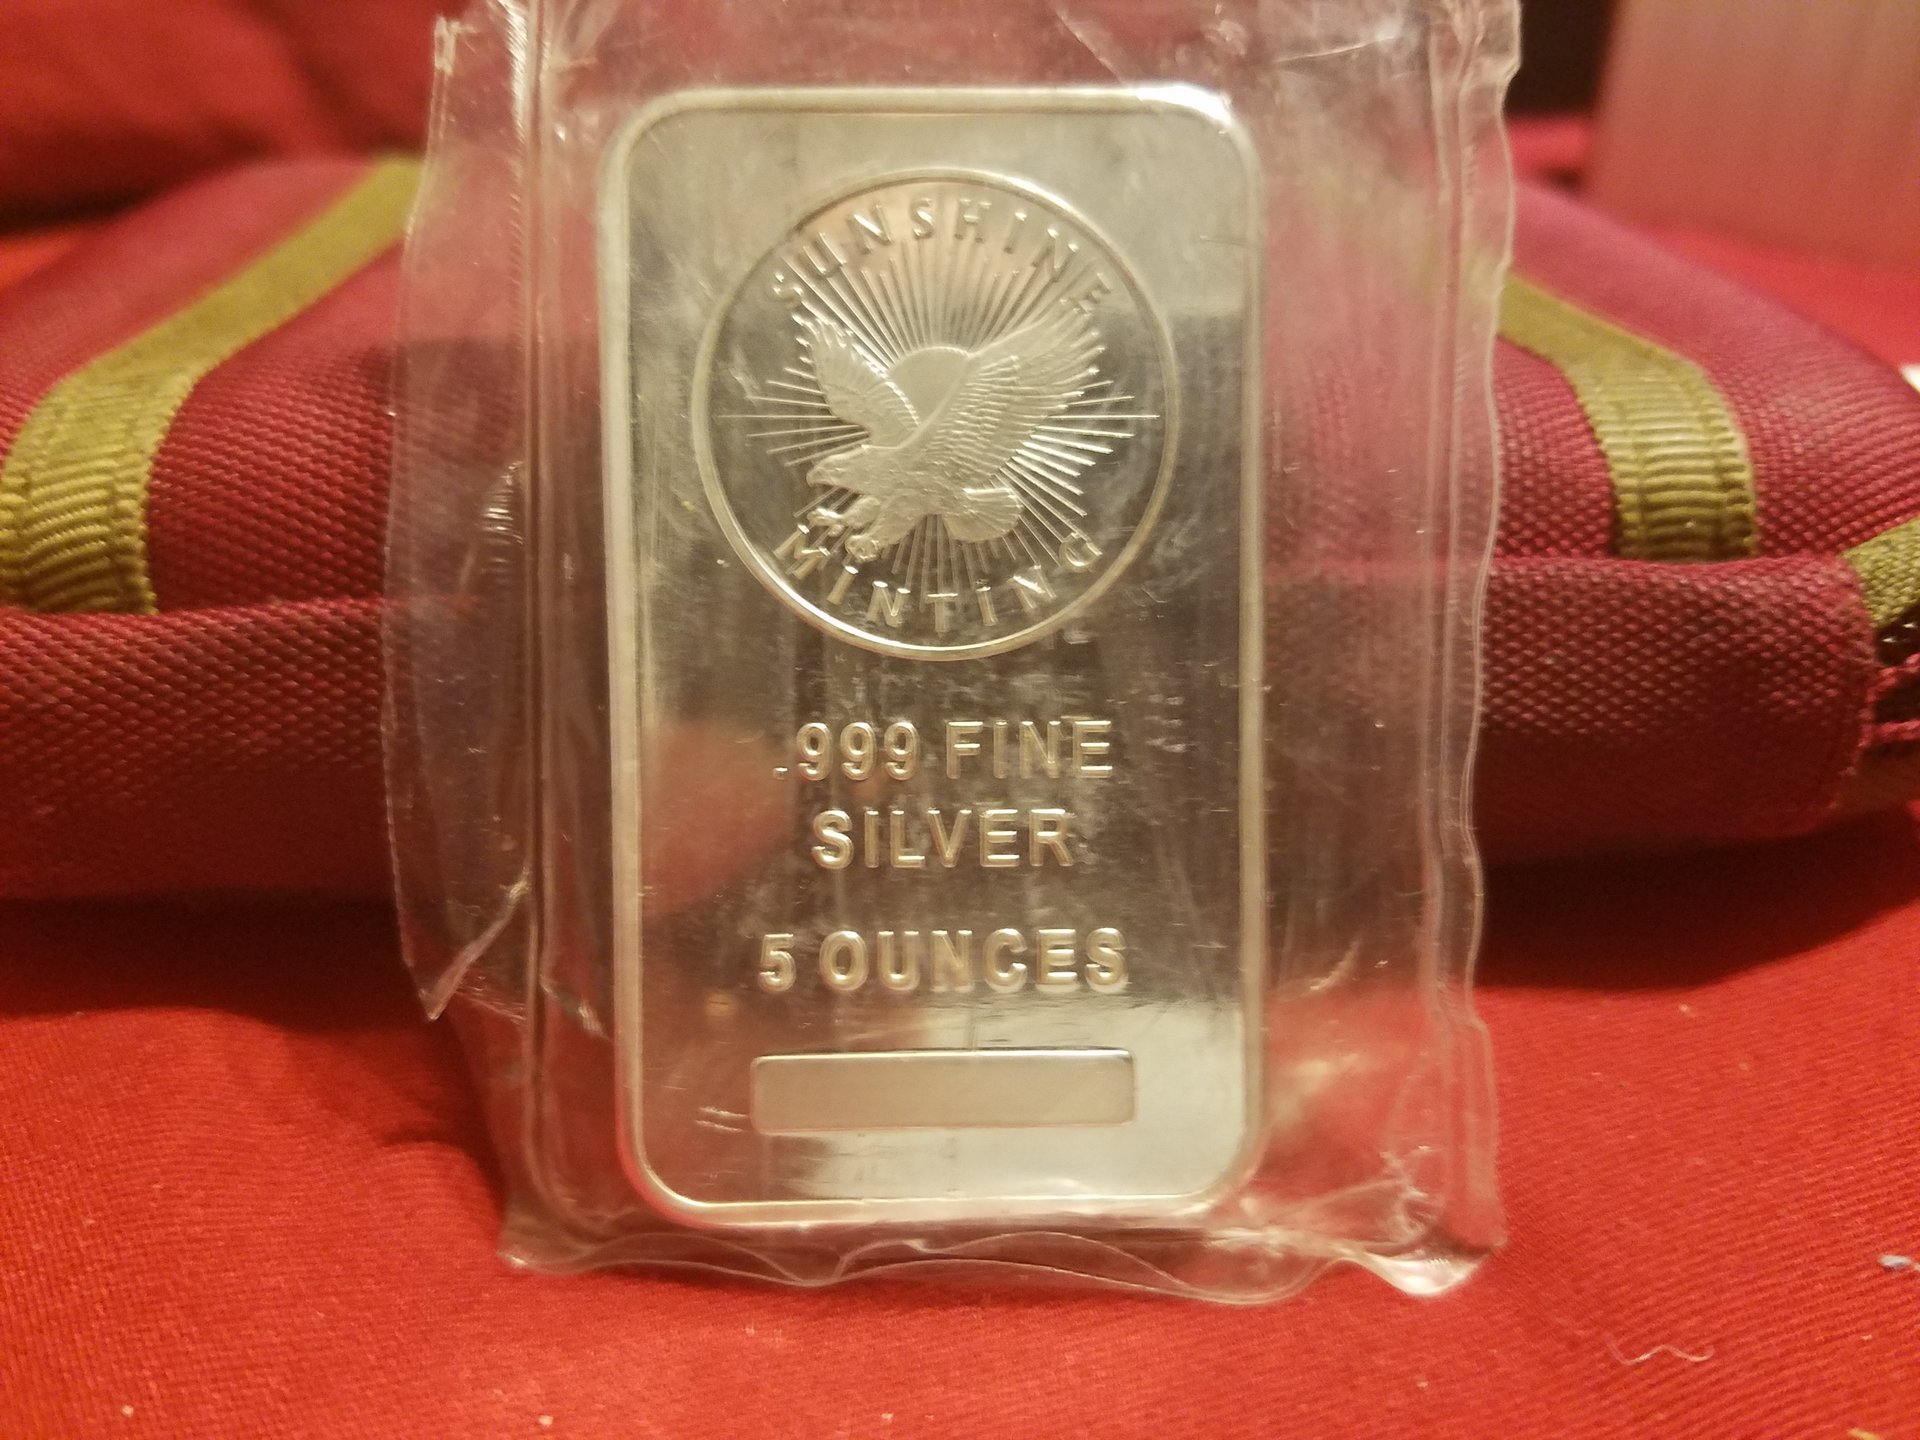 SUNSHINE
MINTING
.999 FINE
SILVER
5 OUNCES